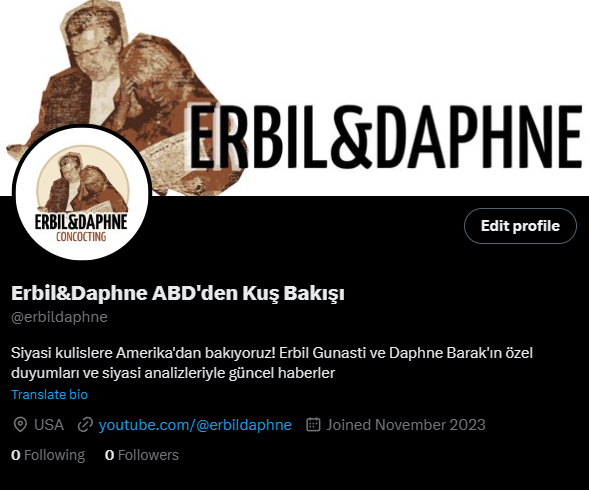 ERBIL&DAPHNE
ERBIL&DAPHNE
CONCOCTING
Edit profile
Erbil&Daphne ABD'den Kuş Bakışı
@erbildaphne
Siyasi kulislere Amerika'dan bakıyoruz! Erbil Gunasti ve Daphne Barak'ın özel
duyumları ve siyasi analizleriyle güncel haberler
Translate bio
USA youtube.com/@erbildaphne Joined November 2023
0 Following 0 Followers